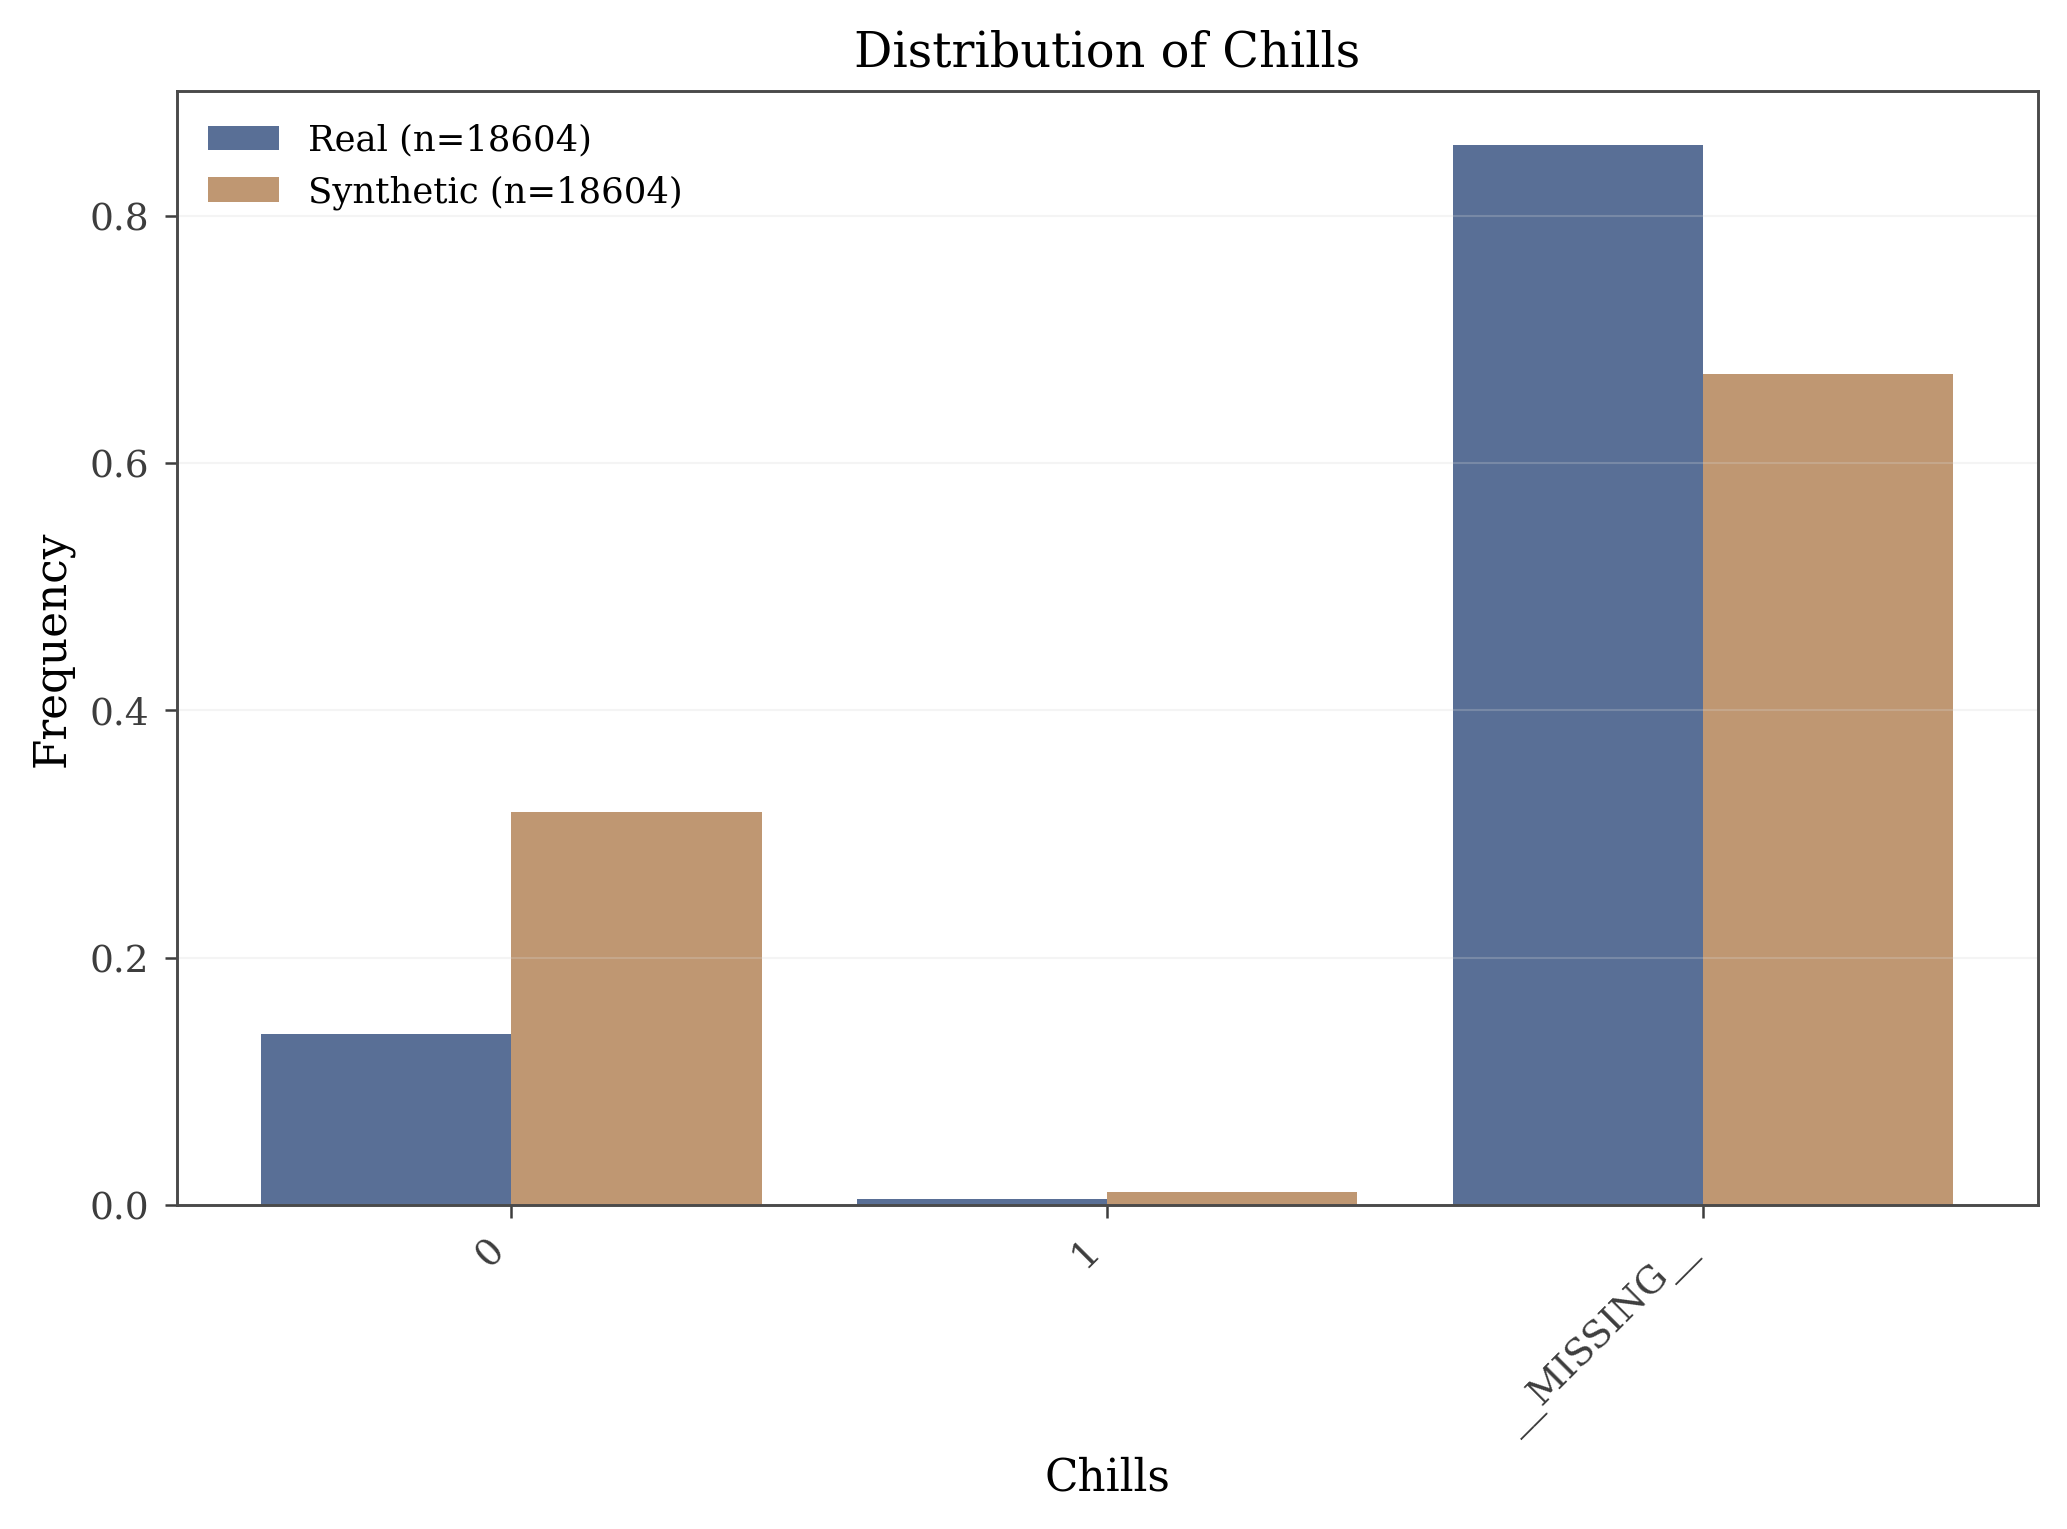 Distribution of Chills
Real (n=18604)
Synthetic (n=18604)
0.8
0.6
0.4
0.2
0.0
Frequency
0
1
__MISSING__
Chills